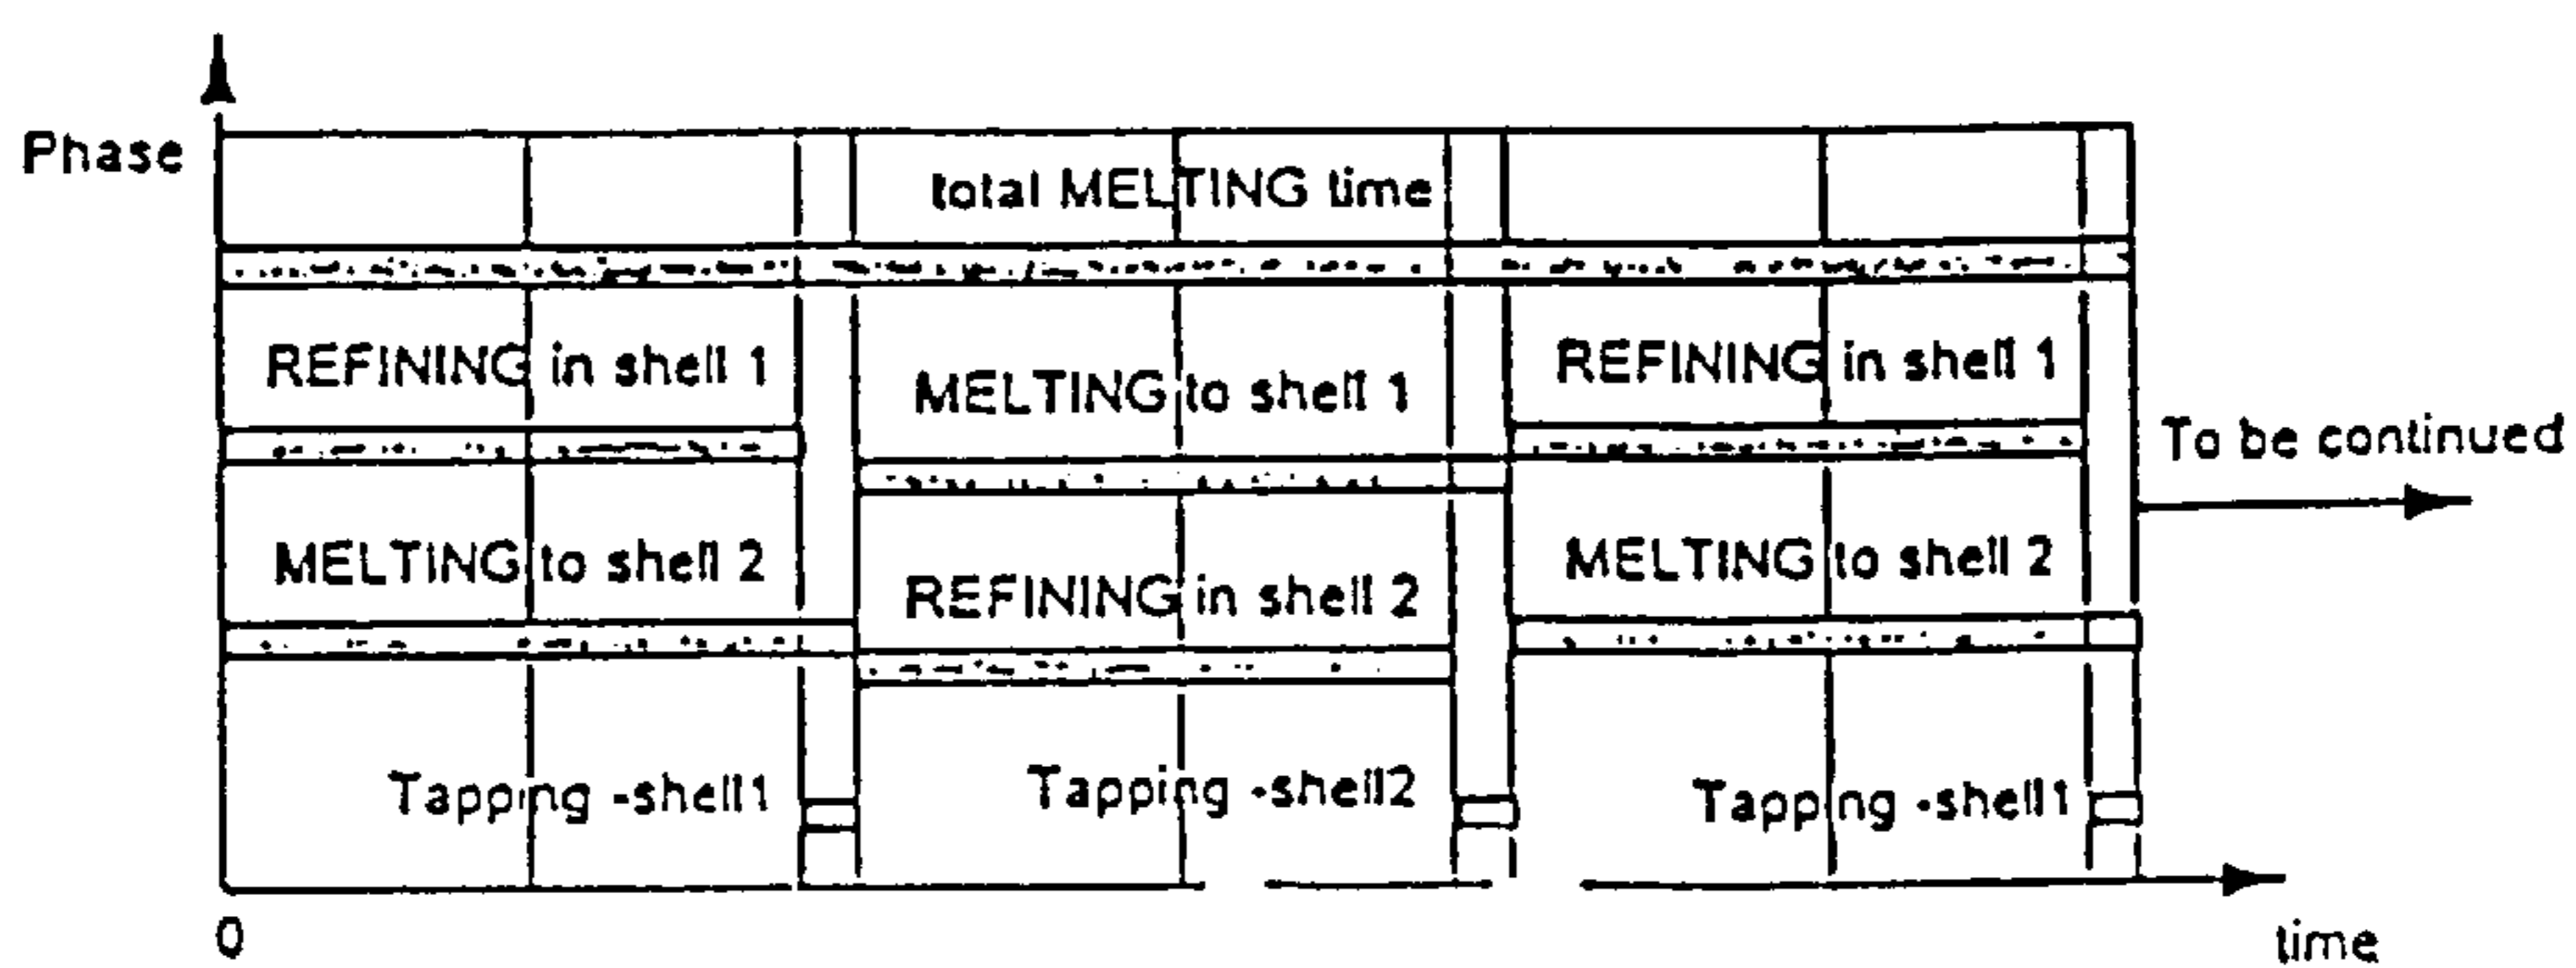 Phase
total MELTING time
REFINING in shell 1
MELTING to shell 1
REFINING in shell 1
To be continued
MELTING to shell 2
REFINING in shell 2
MELTING to shell 2
Tapping -shell1
Tapping -shell2
Tapping -shell1
0
time